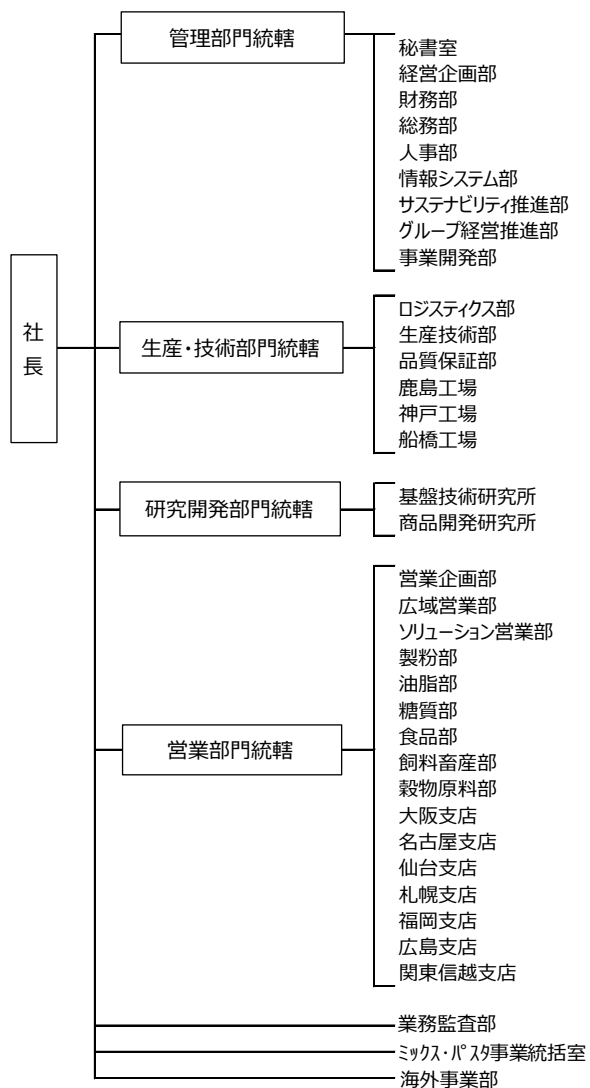 社
長
管理部門統轄
秘書室
経営企画部
財務部
総務部
人事部
情報システム部
サステナビリティ推進部
グループ経営推進部
事業開発部
生産・技術部門統轄
ロジスティクス部
生産技術部
品質保証部
鹿島工場
神戸工場
船橋工場
研究開発部門統轄
基盤技術研究所
商品開発研究所
営業部門統轄
営業企画部
広域営業部
ソリューション営業部
製粉部
油脂部
糖質部
食品部
飼料畜産部
穀物原料部
大阪支店
名古屋支店
仙台支店
札幌支店
福岡支店
広島支店
関東信越支店
業務監査部
ミックス・パスタ事業統括室
海外事業部